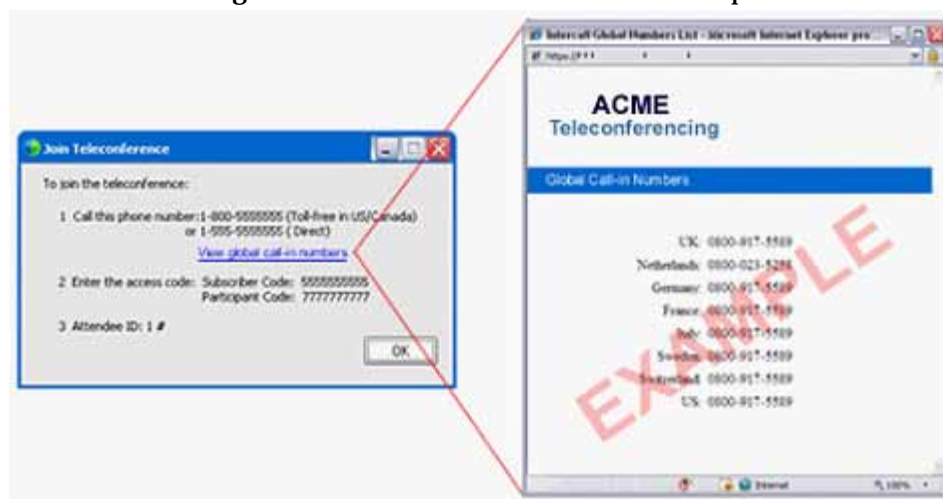 Join Teleconference
To join the teleconference:
1 Call this phone number:1-800-5555555 (Toll-free in US/Canada)
or 1-555-5555555 ( Direct)
View global call-in numbers
2 Enter the access code: Subscriber Code: 5555555555
Participant Code: 7777777777
3 Attendee ID: 1 #
OK
Intercall Global Numbers List - Microsoft Internet Explorer pro
ACME
Teleconferencing
Global Call-in Numbers
UK: 0800-917-5589
Netherlands: 0800-023-5298
Germany: 0800-917-5589
France: 0800-917-5589
Italy: 0800-917-5589
Sweden: 0800-917-5589
Switzerland: 0800-917-5589
US: 0800-917-5589
EXAMPLE
Internet
100%